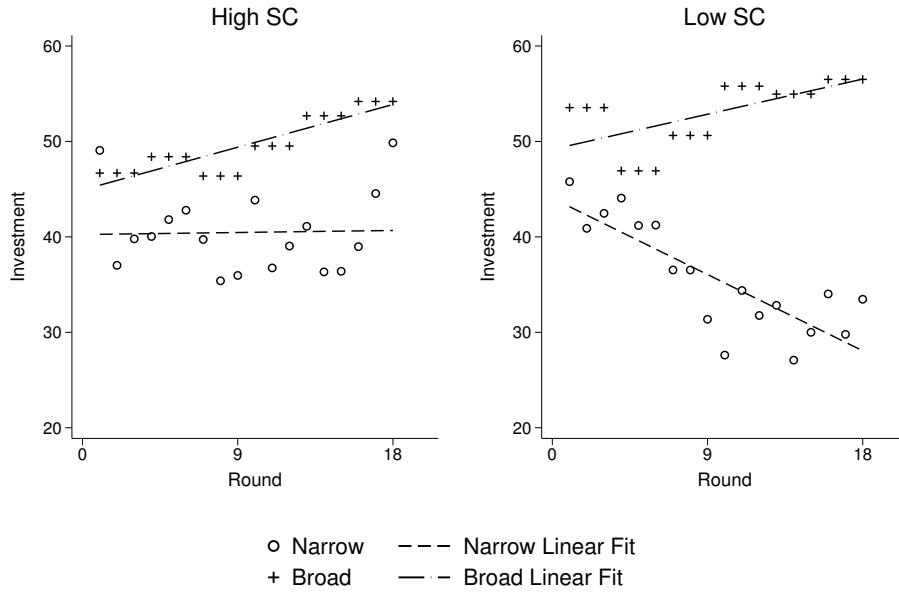 High SC
Low SC
60
50
40
30
20
Investment
0
9
18
Round
60
50
40
30
20
Investment
0
9
18
Round
Narrow
Narrow Linear Fit
Broad
Broad Linear Fit